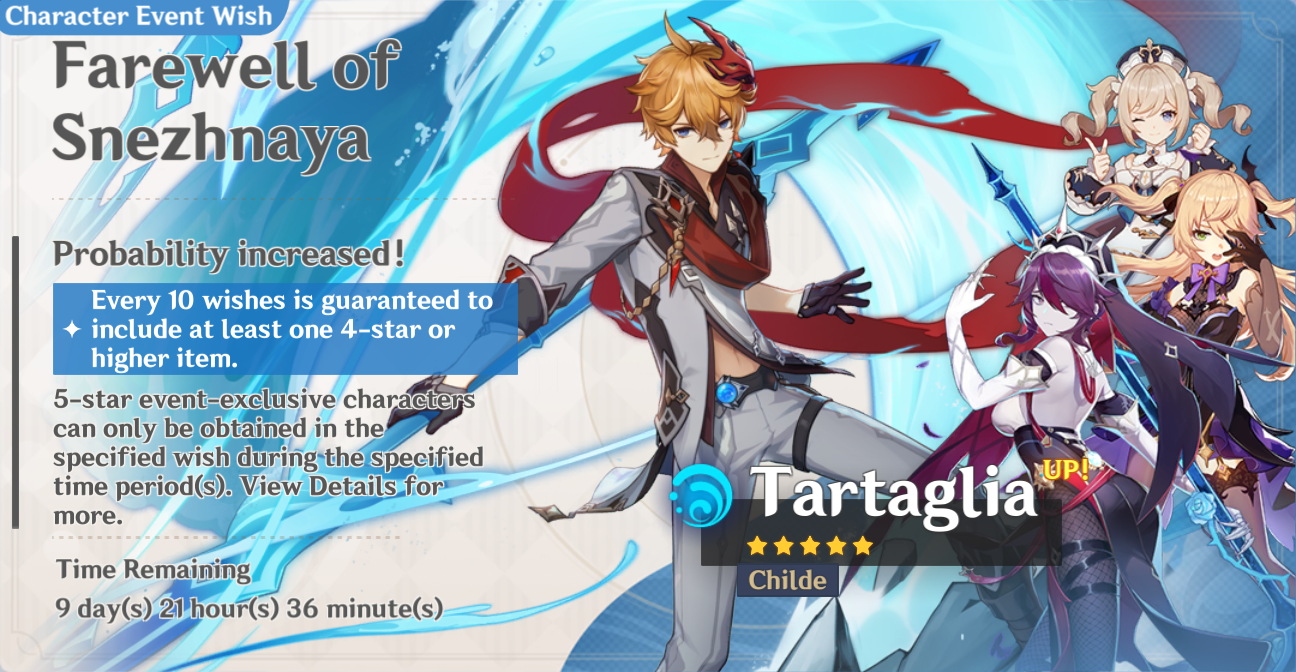 Character Event Wish
Farewell of
Snezhnaya
Probability increased!
Every 10 wishes is guaranteed to
include at least one 4-star or
higher item.
5-star event-exclusive characters
can only be obtained in the
specified wish during the specified
time period(s). View Details for
more.
Time Remaining
9 day(s) 21 hour(s) 36 minute(s)
Tartaglia UP!
Childe